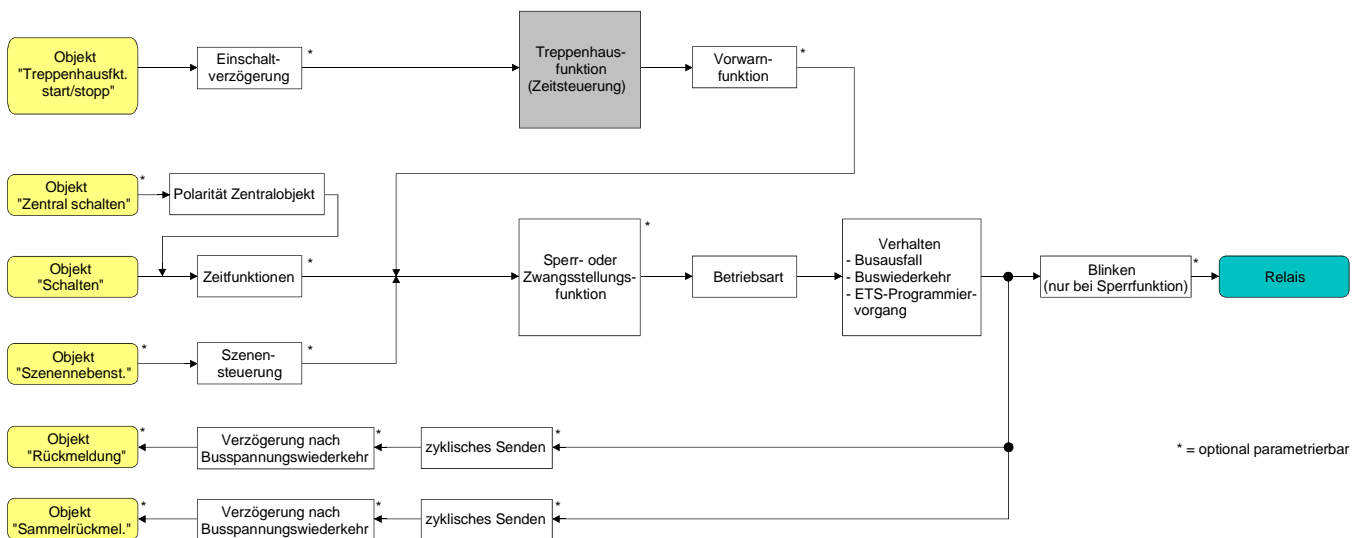 Objekt
"Treppenhausfkt.
start/stopp"
*
Einschalt-
verzögerung
Treppenhaus-
funktion
(Zeitsteuerung)
*
Vorwarn-
funktion
*
Objekt
"Zentral schalten"
*
Polarität Zentralobjekt
Objekt
"Schalten"
Zeitfunktionen
*
Sperr- oder
Zwangsstellungs-
funktion
*
Betriebsart
Verhalten
- Busausfall
- Buswiederkehr
- ETS-Programmier-
vorgang
Blinken
(nur bei Sperrfunktion)
*
Relais
Objekt
"Szenennebenst."
*
Szenen-
steuerung
*
Objekt
"Rückmeldung"
*
Verzögerung nach
Busspannungswiederkehr
*
zyklisches Senden
*
* = optional parametrierbar
Objekt
"Sammelrückmel."
*
Verzögerung nach
Busspannungswiederkehr
*
zyklisches Senden
*